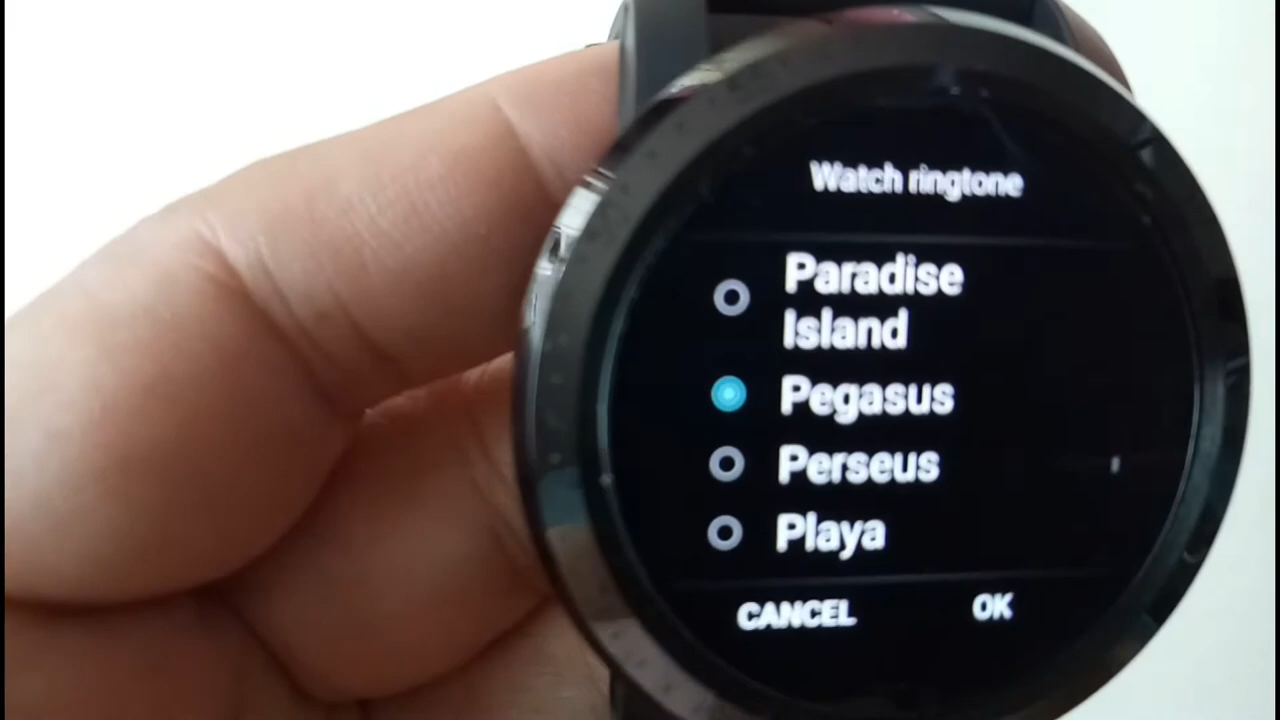 Watch ringtone
Paradise
Island
Pegasus
Perseus
Playa
CANCEL OK